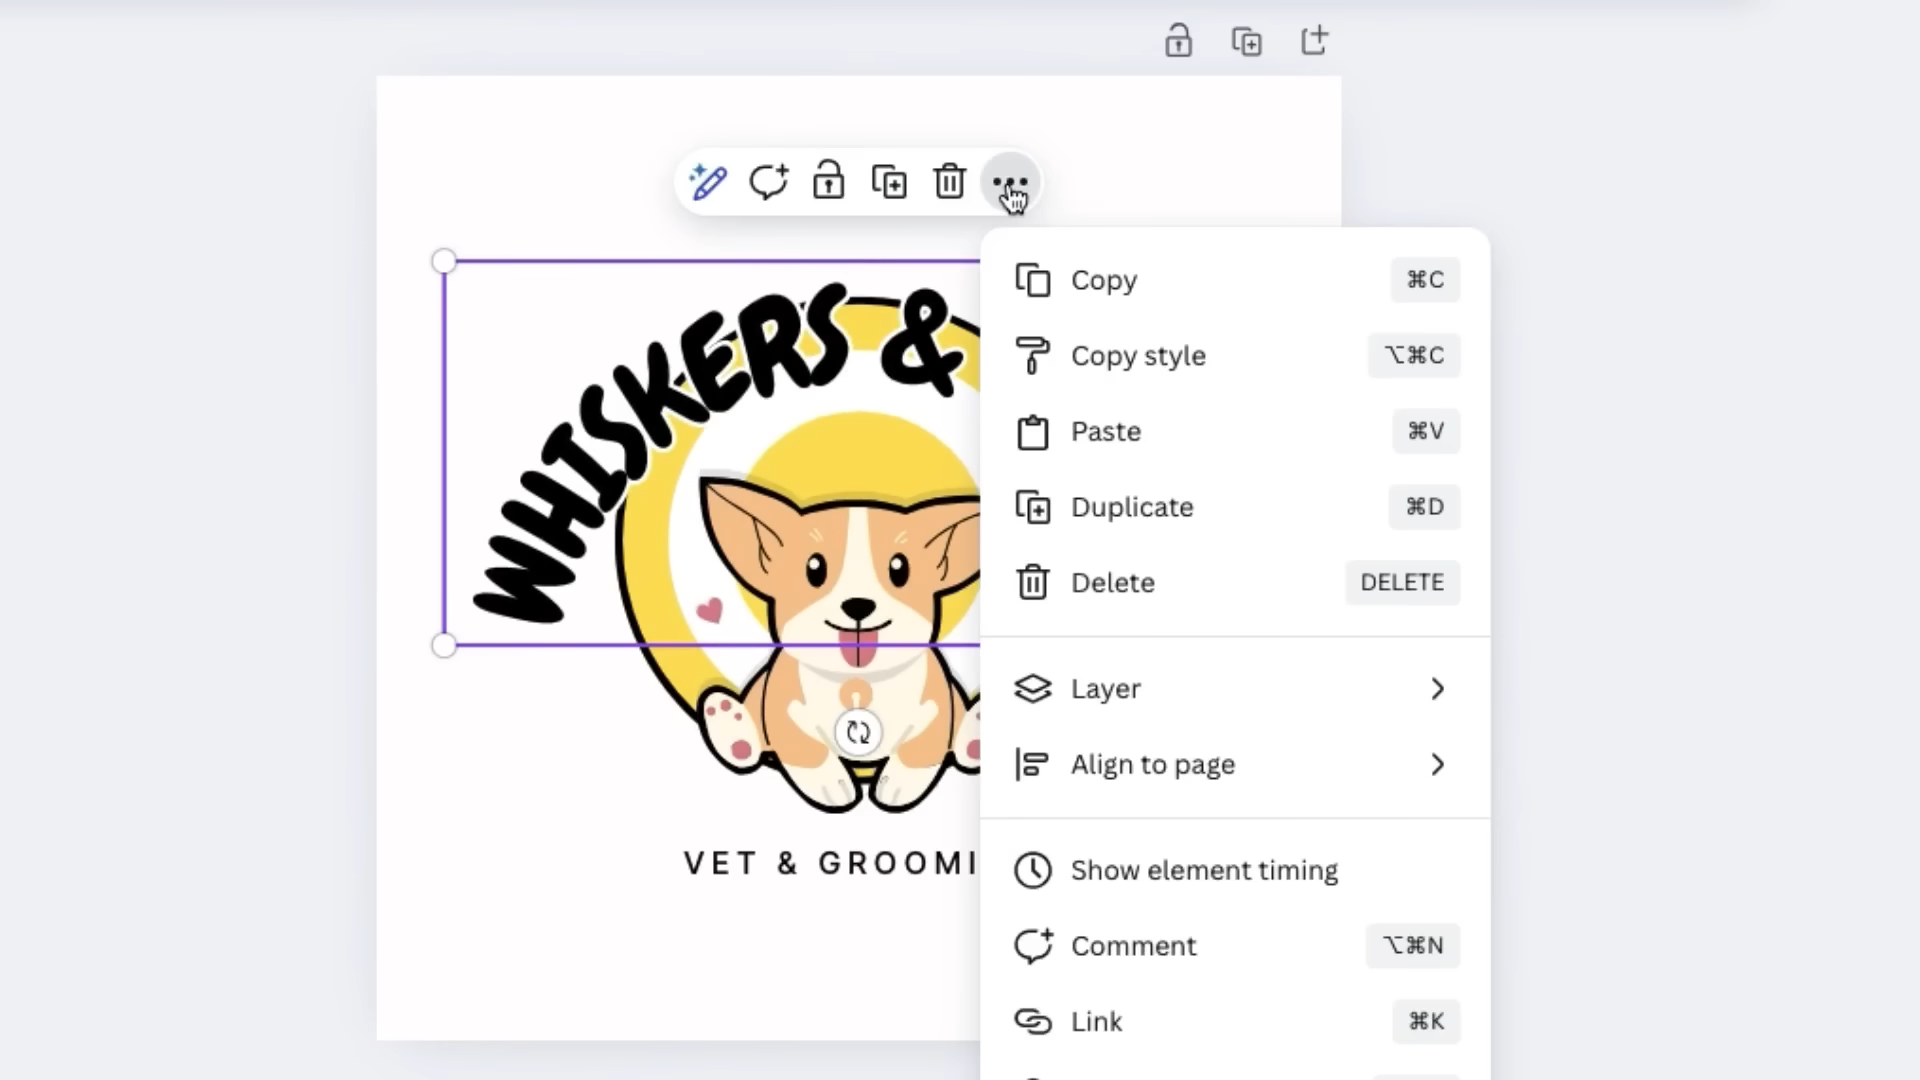 WHISKERS &
VET & GROOMI
Copy ⌘C
Copy style ⌥⌘C
Paste ⌘V
Duplicate ⌘D
Delete DELETE
Layer
Align to page
Show element timing
Comment ⌥⌘N
Link ⌘K